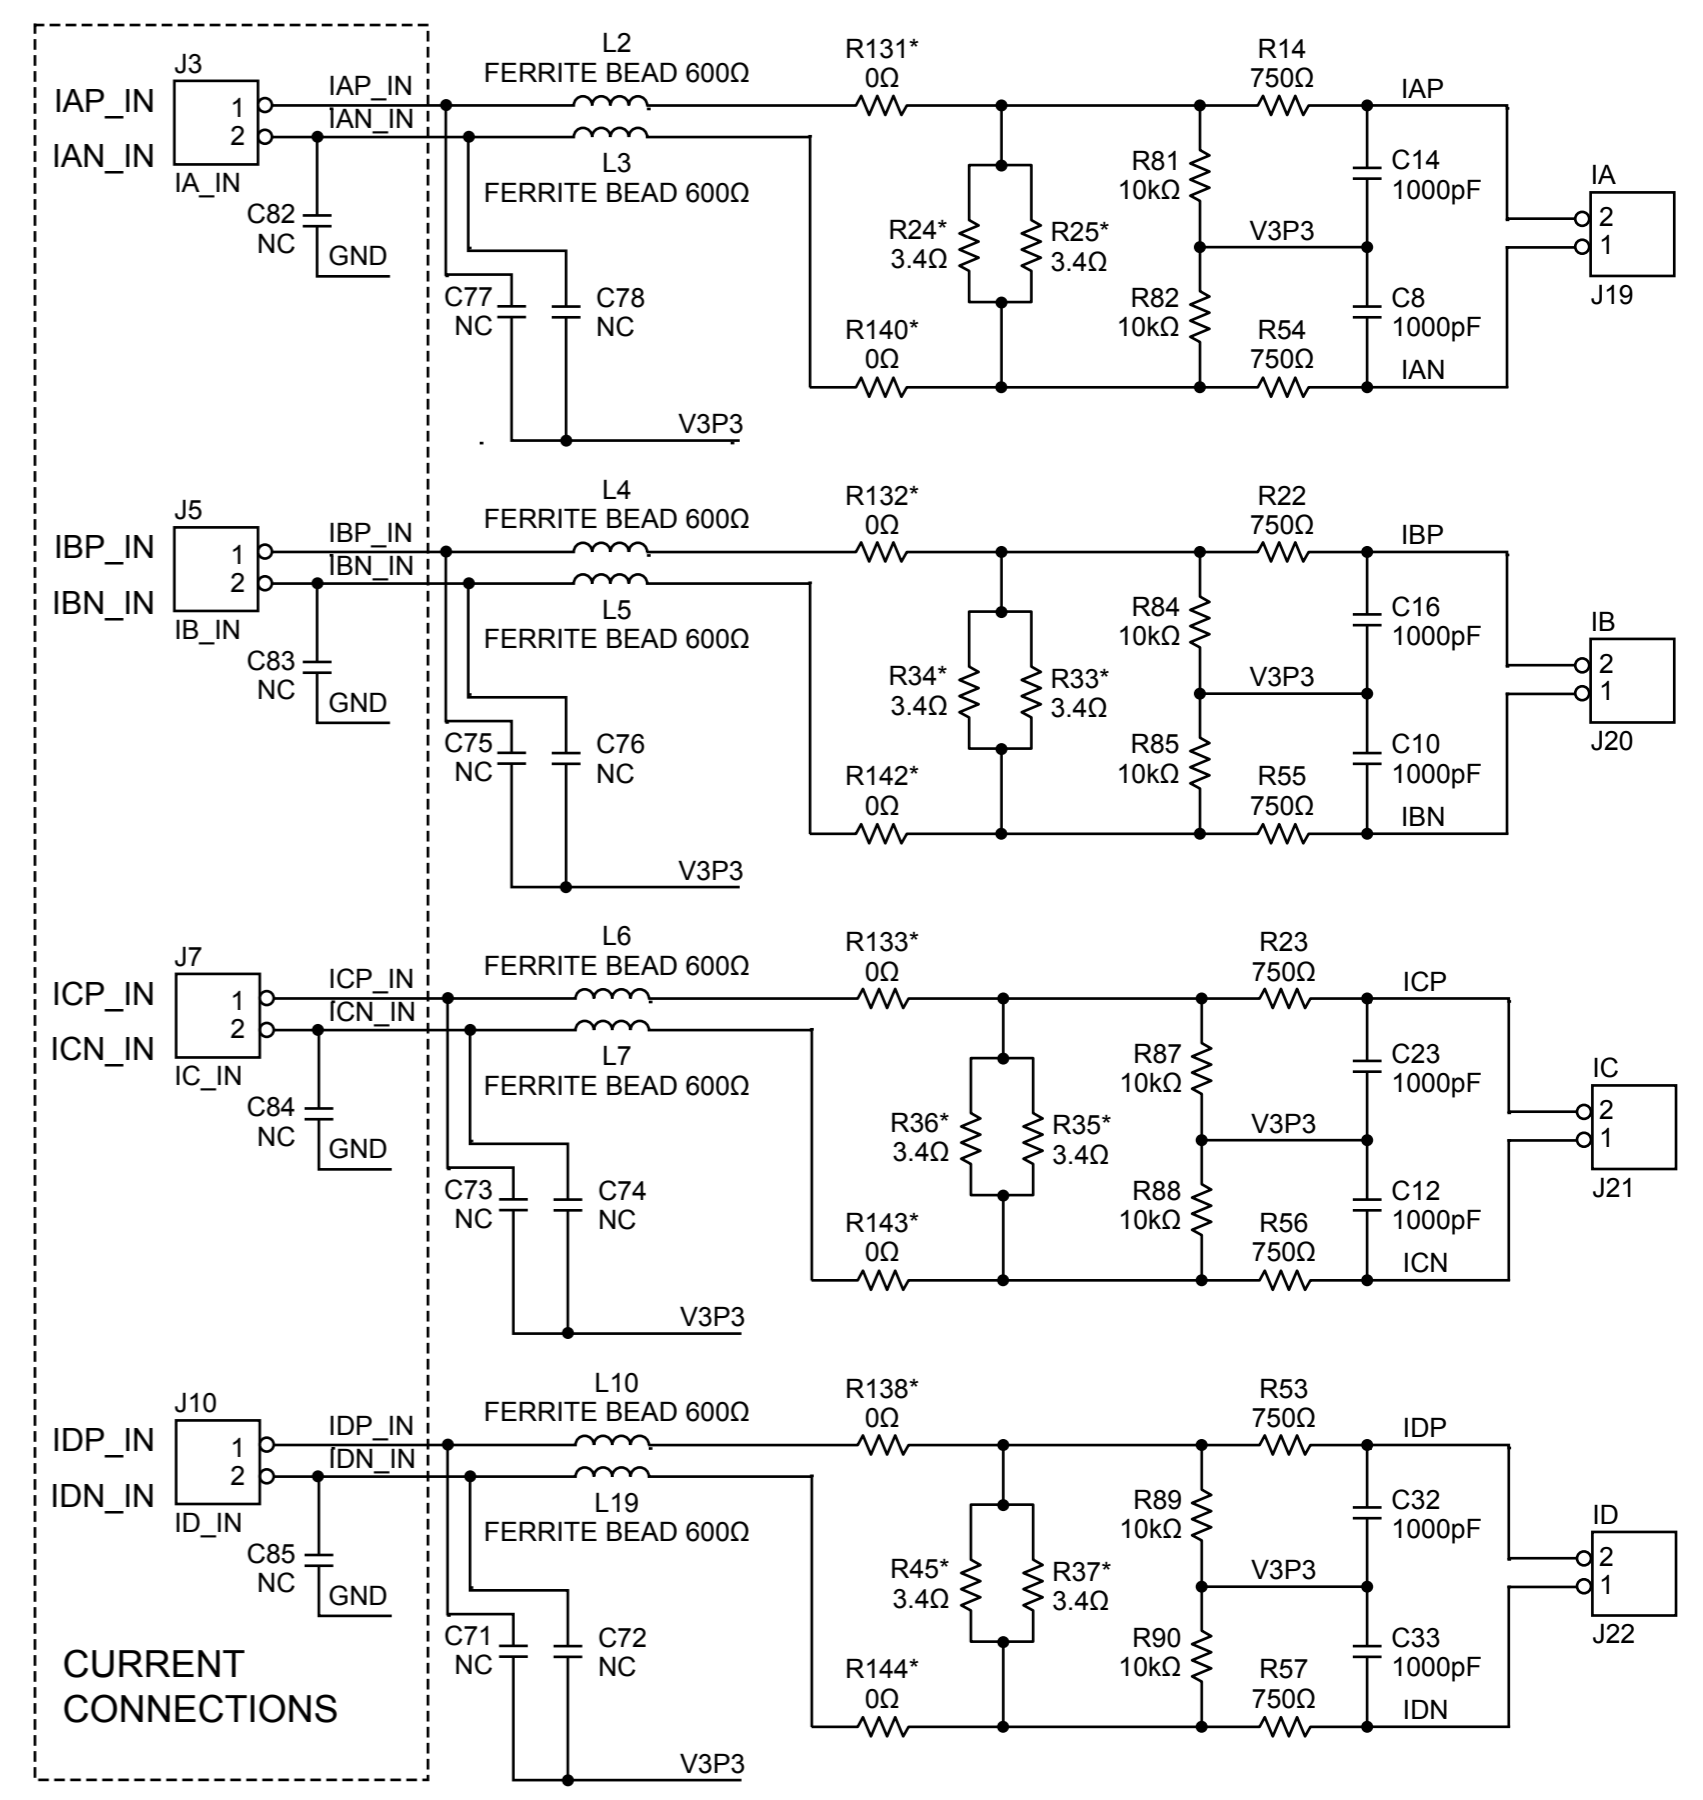 L2
FERRITE BEAD 600Ω
R131*
0Ω
R14
750Ω
J3
IAP_IN
IAP_IN
1
IAP
IAN_IN
IAN_IN
2
IA_IN
L3
FERRITE BEAD 600Ω
R81
10kΩ
C14
1000pF
IA
C82
NC
GND
R24*
3.4Ω
R25*
3.4Ω
V3P3
2
1
J19
C77
NC
C78
NC
R82
10kΩ
C8
1000pF
R140*
0Ω
R54
750Ω
IAN
V3P3
L4
FERRITE BEAD 600Ω
R132*
0Ω
R22
750Ω
J5
IBP_IN
IBP_IN
1
IBP
IBN_IN
IBN_IN
2
IB_IN
L5
FERRITE BEAD 600Ω
R84
10kΩ
C16
1000pF
IB
C83
NC
GND
R34*
3.4Ω
R33*
3.4Ω
V3P3
2
1
J20
C75
NC
C76
NC
R85
10kΩ
C10
1000pF
R142*
0Ω
R55
750Ω
IBN
V3P3
L6
FERRITE BEAD 600Ω
R133*
0Ω
R23
750Ω
J7
ICP_IN
ICP_IN
1
ICP
ICN_IN
ICN_IN
2
IC_IN
L7
FERRITE BEAD 600Ω
R87
10kΩ
C23
1000pF
IC
C84
NC
GND
R36*
3.4Ω
R35*
3.4Ω
V3P3
2
1
J21
C73
NC
C74
NC
R88
10kΩ
C12
1000pF
R143*
0Ω
R56
750Ω
ICN
V3P3
L10
FERRITE BEAD 600Ω
R138*
0Ω
R53
750Ω
J10
IDP_IN
IDP_IN
1
IDP
IDN_IN
IDN_IN
2
ID_IN
L19
FERRITE BEAD 600Ω
R89
10kΩ
C32
1000pF
ID
C85
NC
GND
R45*
3.4Ω
R37*
3.4Ω
V3P3
2
1
J22
C71
NC
C72
NC
R90
10kΩ
C33
1000pF
R144*
0Ω
R57
750Ω
IDN
V3P3
CURRENT
CONNECTIONS